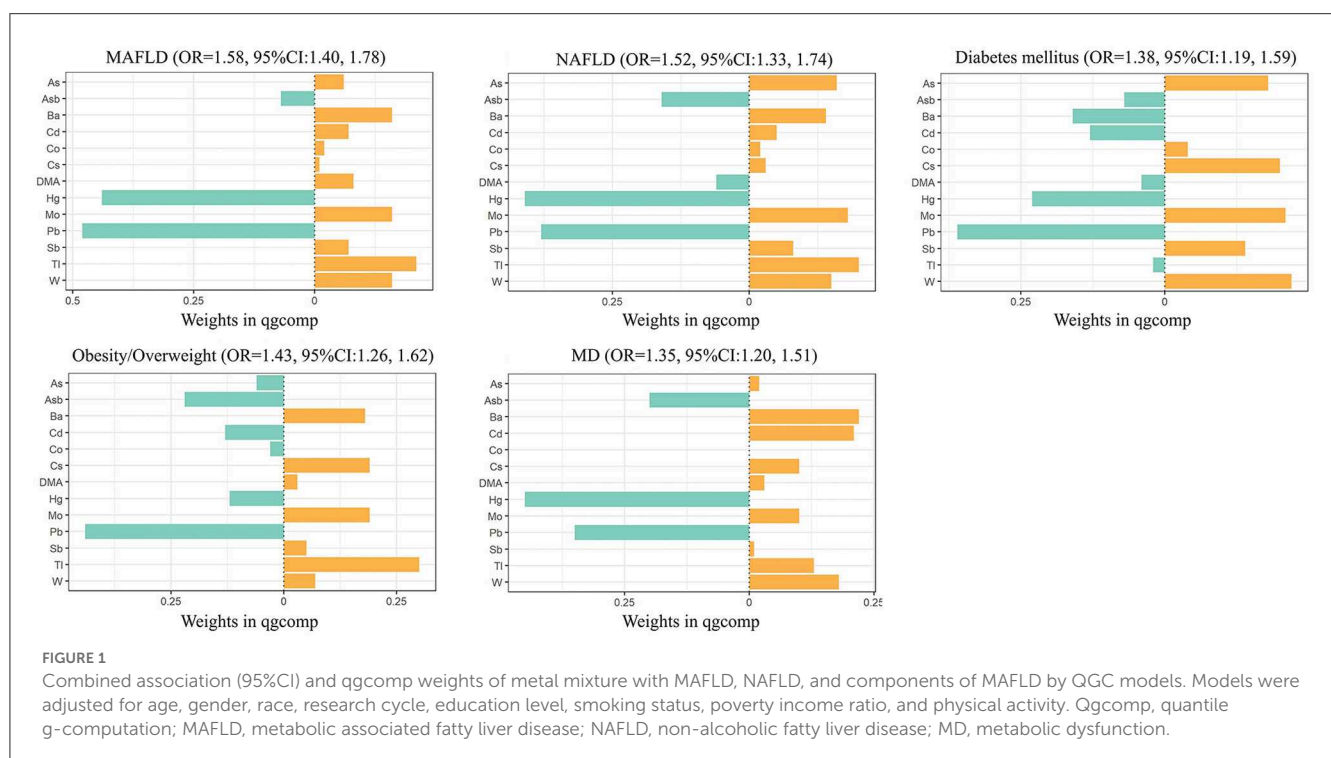 MAFLD (OR=1.58, 95%CI:1.40, 1.78)
As
Asb
Ba
Cd
Co
Cs
DMA
Hg
Mo
Pb
Sb
Tl
W
0.5 0.25 0
Weights in qgcomp
NAFLD (OR=1.52, 95%CI:1.33, 1.74)
As
Asb
Ba
Cd
Co
Cs
DMA
Hg
Mo
Pb
Sb
Tl
W
0.25 0
Weights in qgcomp
Diabetes mellitus (OR=1.38, 95%CI:1.19, 1.59)
As
Asb
Ba
Cd
Co
Cs
DMA
Hg
Mo
Pb
Sb
Tl
W
0.25 0
Weights in qgcomp
Obesity/Overweight (OR=1.43, 95%CI:1.26, 1.62)
As
Asb
Ba
Cd
Co
Cs
DMA
Hg
Mo
Pb
Sb
Tl
W
0.25 0 0.25
Weights in qgcomp
MD (OR=1.35, 95%CI:1.20, 1.51)
As
Asb
Ba
Cd
Co
Cs
DMA
Hg
Mo
Pb
Sb
Tl
W
0.25 0 0.25
Weights in qgcomp
FIGURE 1
Combined association (95%CI) and qgcomp weights of metal mixture with MAFLD, NAFLD, and components of MAFLD by QGC models. Models were
adjusted for age, gender, race, research cycle, education level, smoking status, poverty income ratio, and physical activity. Qgcomp, quantile
g-computation; MAFLD, metabolic associated fatty liver disease; NAFLD, non-alcoholic fatty liver disease; MD, metabolic dysfunction.